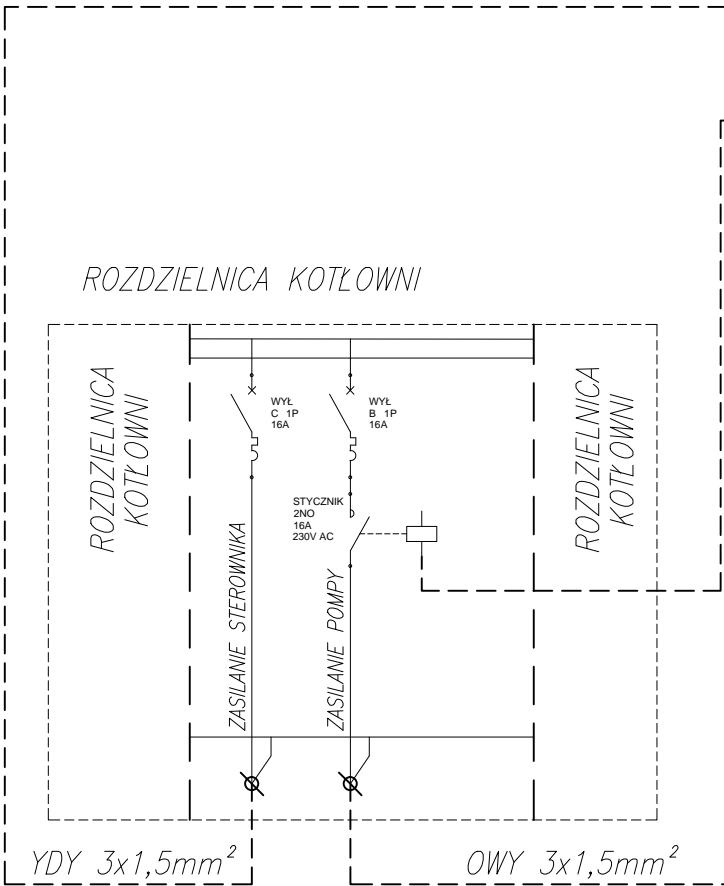 ROZDZIELNICA KOTŁOWNI
ROZDZIELNICA
KOTŁOWNI
WYŁ
C 1P
16A
WYŁ
B 1P
16A
ROZDZIELNICA
KOTŁOWNI
STYCZNIK
2NO
16A
230V AC
ZASILANIE STEROWNIKA
ZASILANIE POMPY
YDY 3x1,5mm²
OWY 3x1,5mm²